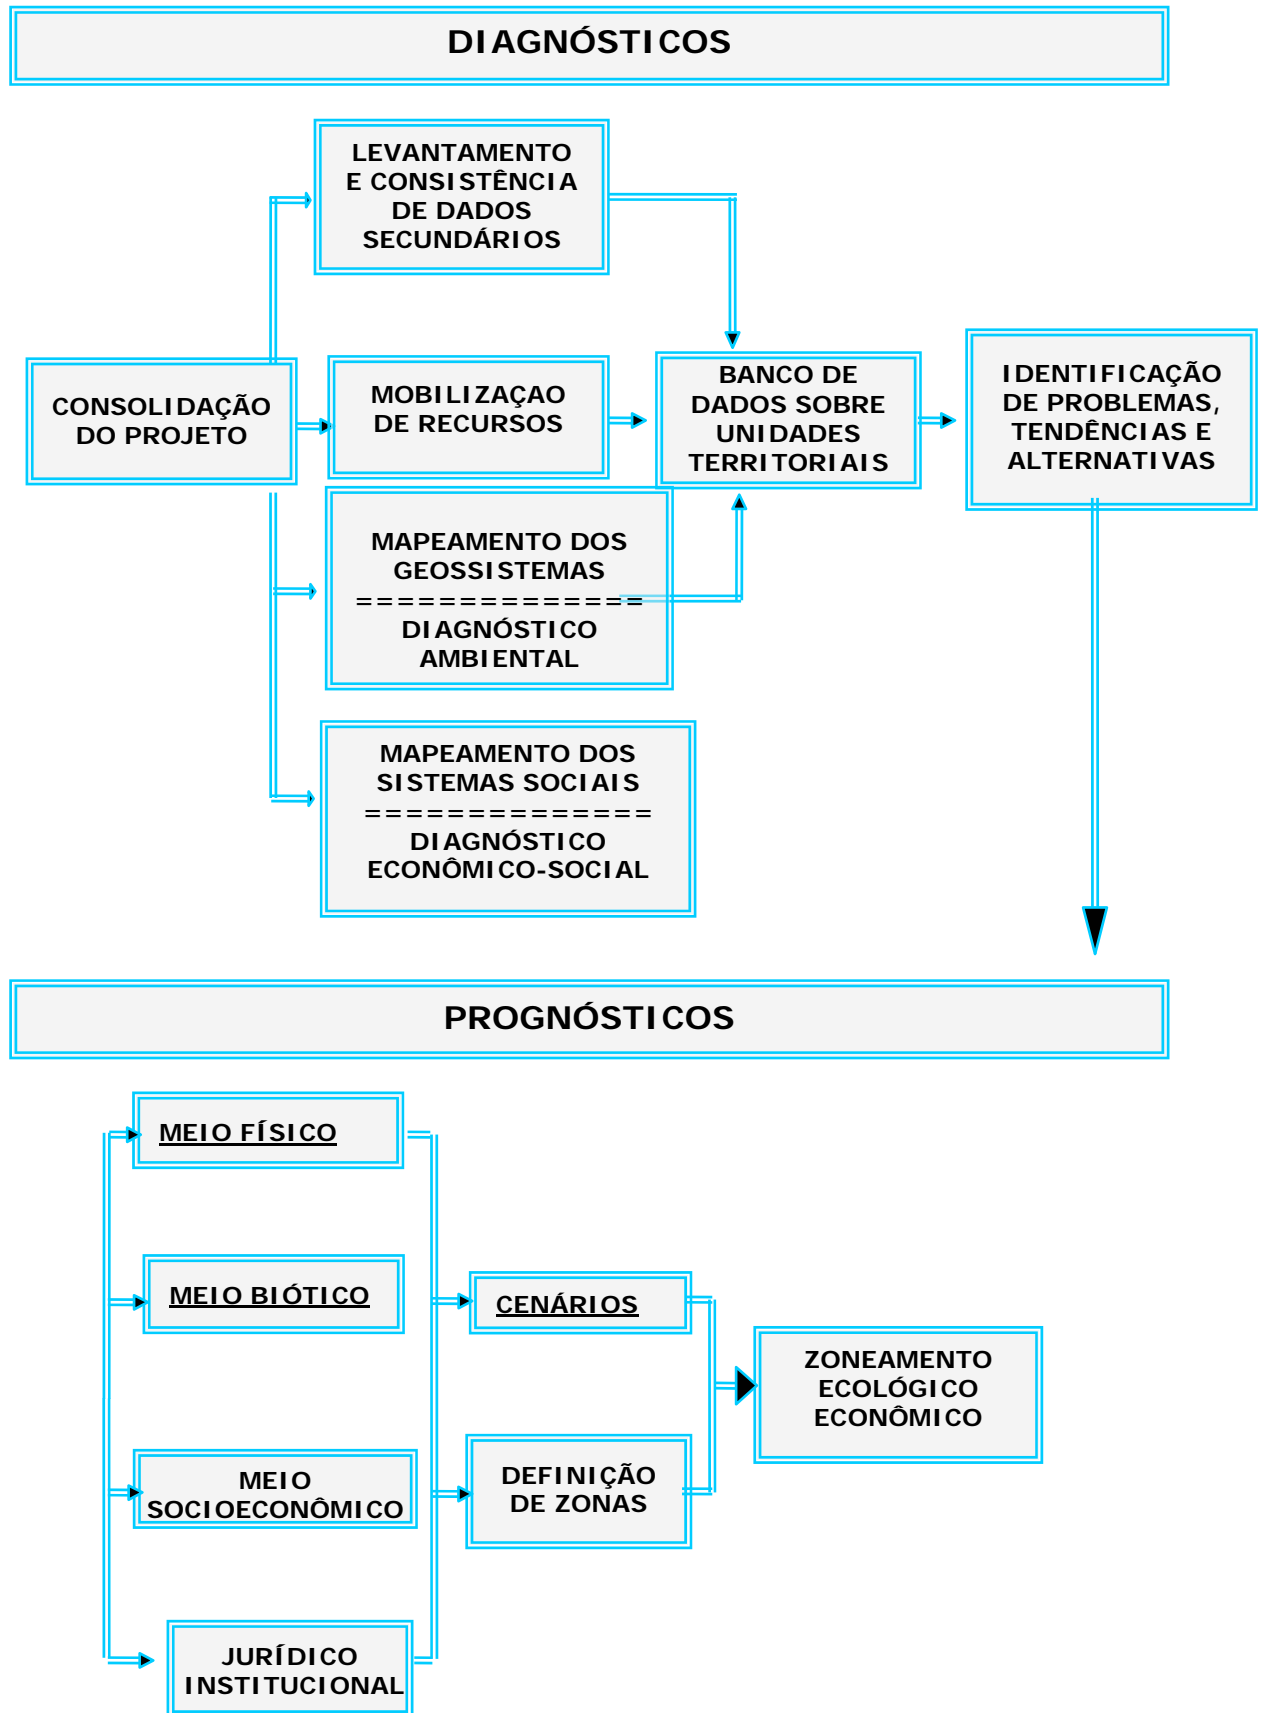 DIAGNÓSTICOS
LEVANTAMENTO
E CONSISTÊNCIA
DE DADOS
SECUNDÁRIOS
CONSOLIDAÇÃO
DO PROJETO
MOBILIZAÇAO
DE RECURSOS
BANCO DE
DADOS SOBRE
UNIDADES
TERRITORIAIS
IDENTIFICAÇÃO
DE PROBLEMAS,
TENDÊNCIAS E
ALTERNATIVAS
MAPEAMENTO DOS
GEOSSISTEMAS
==============
DIAGNÓSTICO
AMBIENTAL
MAPEAMENTO DOS
SISTEMAS SOCIAIS
==============
DIAGNÓSTICO
ECONÔMICO-SOCIAL
PROGNÓSTICOS
MEIO FÍSICO
MEIO BIÓTICO
MEIO
SOCIOECONÔMICO
JURÍDICO
INSTITUCIONAL
CENÁRIOS
DEFINIÇÃO
DE ZONAS
ZONEAMENTO
ECOLÓGICO
ECONÔMICO